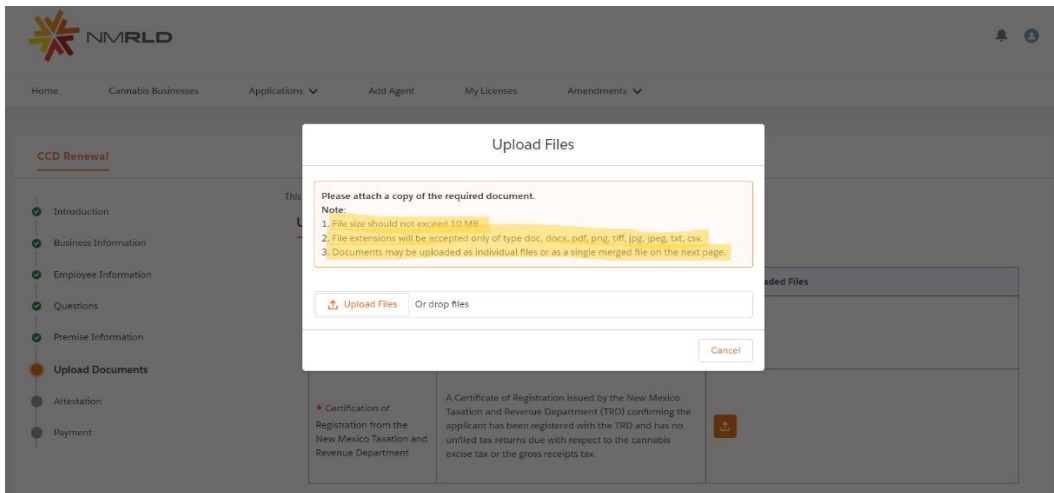 NMRLD
Home Cannabis Businesses Applications Add Agent My Licenses Amendments
CCD Renewal
Introduction
Business Information
Employee Information
Questions
Premise Information
Upload Documents
Attestation
Payment
This
Upload Files
Please attach a copy of the required document.
Note:
1. File size should not exceed 10 MB.
2. File extensions will be accepted only of type doc, docx, pdf, png, tiff, jpg, jpeg, txt, csv.
3. Documents may be uploaded as individual files or as a single merged file on the next page.
Upload Files Or drop files
Cancel
aded Files
* Certification of
Registration from the
New Mexico Taxation and
Revenue Department
A Certificate of Registration issued by the New Mexico
Taxation and Revenue Department (TRD) confirming the
applicant has been registered with the TRD and has no
unfiled tax returns due with respect to the cannabis
excise tax or the gross receipts tax.